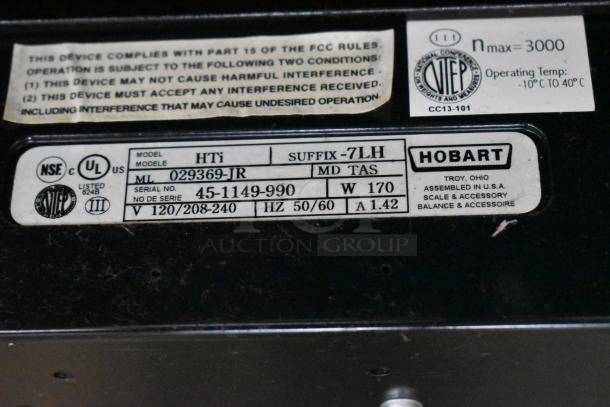 THIS DEVICE COMPLIES WITH PART 15 OF THE FCC RULES.
OPERATION IS SUBJECT TO THE FOLLOWING TWO CONDITIONS:
(1) THIS DEVICE MAY NOT CAUSE HARMFUL INTERFERENCE
(2) THIS DEVICE MUST ACCEPT ANY INTERFERENCE RECEIVED,
INCLUDING INTERFERENCE THAT MAY CAUSE UNDESIRED OPERATION.
III
NATIONAL CONFERENCE
NTEP
WEIGHTS AND MEASURES
CC13-101
nmax=3000
Operating Temp:
-10°C TO 40°C
NSF
C UL US
LISTED
624B
NTEP
III
MODEL
MODELE
HTi
SUFFIX -7LH
ML 029369-JR
MD TAS
SERIAL NO.
NO DE SERIE
45-1149-990
W 170
V 120/208-240
HZ 50/60
A 1.42
HOBART
TROY, OHIO
ASSEMBLED IN U.S.A.
SCALE & ACCESSORY
BALANCE & ACCESSOIRE
AUCTION GROUP